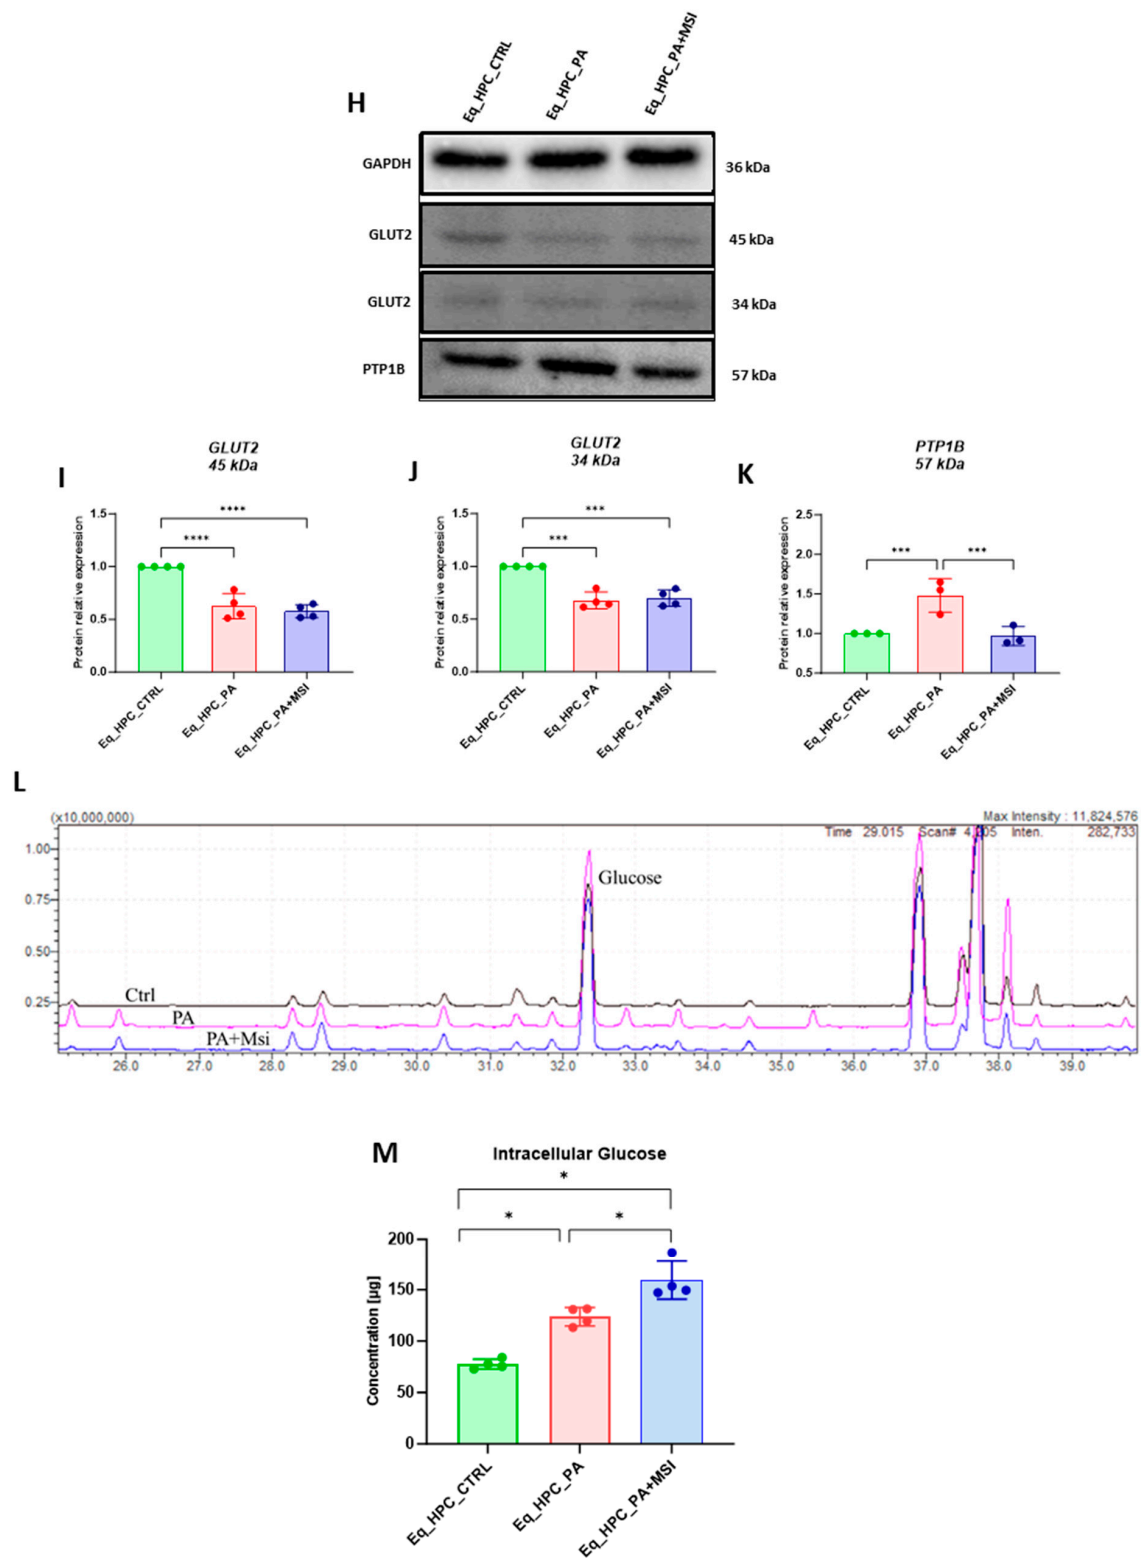 Eq_HPC_CTRL
Eq_HPC_PA
Eq_HPC_PA+MSI
H
GAPDH
36 kDa
GLUT2
45 kDa
GLUT2
34 kDa
PTP1B
57 kDa
I
GLUT2
45 kDa
Protein relative expression
1.5
1.0
0.5
0.0
****
****
Eq_HPC_CTRL
Eq_HPC_PA
Eq_HPC_PA+MSI
J
GLUT2
34 kDa
Protein relative expression
1.5
1.0
0.5
0.0
***
***
Eq_HPC_CTRL
Eq_HPC_PA
Eq_HPC_PA+MSI
K
PTP1B
57 kDa
Protein relative expression
2.5
2.0
1.5
1.0
0.5
***
***
Eq_HPC_CTRL
Eq_HPC_PA
Eq_HPC_PA+MSI
L
(x10,000,000)
Max Intensity : 11,824,576
Time 29.015 Scan# Inten. 282,733
1.00
0.75
0.50
0.25
Glucose
Ctrl
PA
PA+Msi
26.0 27.0 28.0 29.0 30.0 31.0 32.0 33.0 34.0 35.0 36.0 37.0 38.0 39.0
M
Intracellular Glucose
*
*
*
Concentration [µg]
200
150
100
50
0
Eq_HPC_CTRL
Eq_HPC_PA
Eq_HPC_PA+MSI